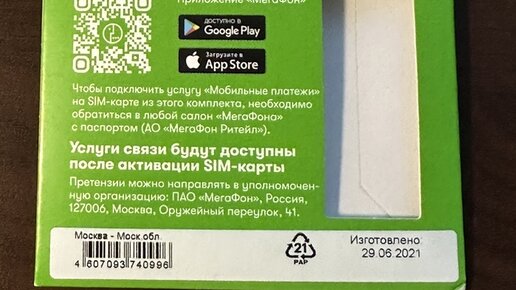 Приложение «МегаФон»
ДОСТУПНО В
Google Play
Загрузите в
App Store
Чтобы подключить услугу «Мобильные платежи»
на SIM-карте из этого комплекта, необходимо
обратиться в любой салон «МегаФона»
с паспортом (АО «МегаФон Ритейл»).
Услуги связи будут доступны
после активации SIM-карты
Претензии можно направлять в уполномочен-
ную организацию: ПАО «МегаФон», Россия,
127006, Москва, Оружейный переулок, 41.
Москва - Моск.обл.
4 607093 740996
21
PAP
Изготовлено:
29.06.2021